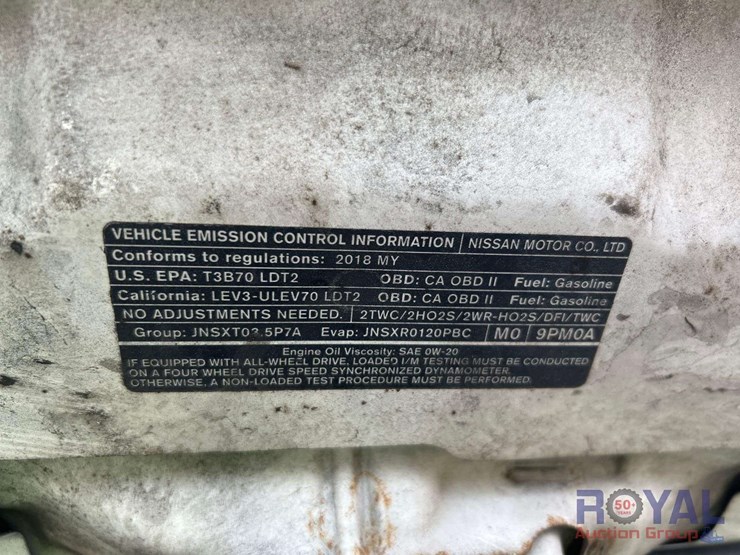 VEHICLE EMISSION CONTROL INFORMATION NISSAN MOTOR CO., LTD
Conforms to regulations: 2018 MY
U.S. EPA: T3B70 LDT2 OBD: CA OBD II Fuel: Gasoline
California: LEV3-ULEV70 LDT2 OBD: CA OBD II Fuel: Gasoline
NO ADJUSTMENTS NEEDED. 2TWC/2HO2S/2WR-HO2S/DFI/TWC
Group: JNSXT03.5P7A Evap: JNSXR0120PBC M0 9PM0A
Engine Oil Viscosity: SAE 0W-20
IF EQUIPPED WITH ALL-WHEEL DRIVE, LOADED I/M TESTING MUST BE CONDUCTED
ON A FOUR WHEEL DRIVE SPEED SYNCHRONIZED DYNAMOMETER.
OTHERWISE, A NON-LOADED TEST PROCEDURE MUST BE PERFORMED.
ROYAL
50+
YEARS
Auction Group